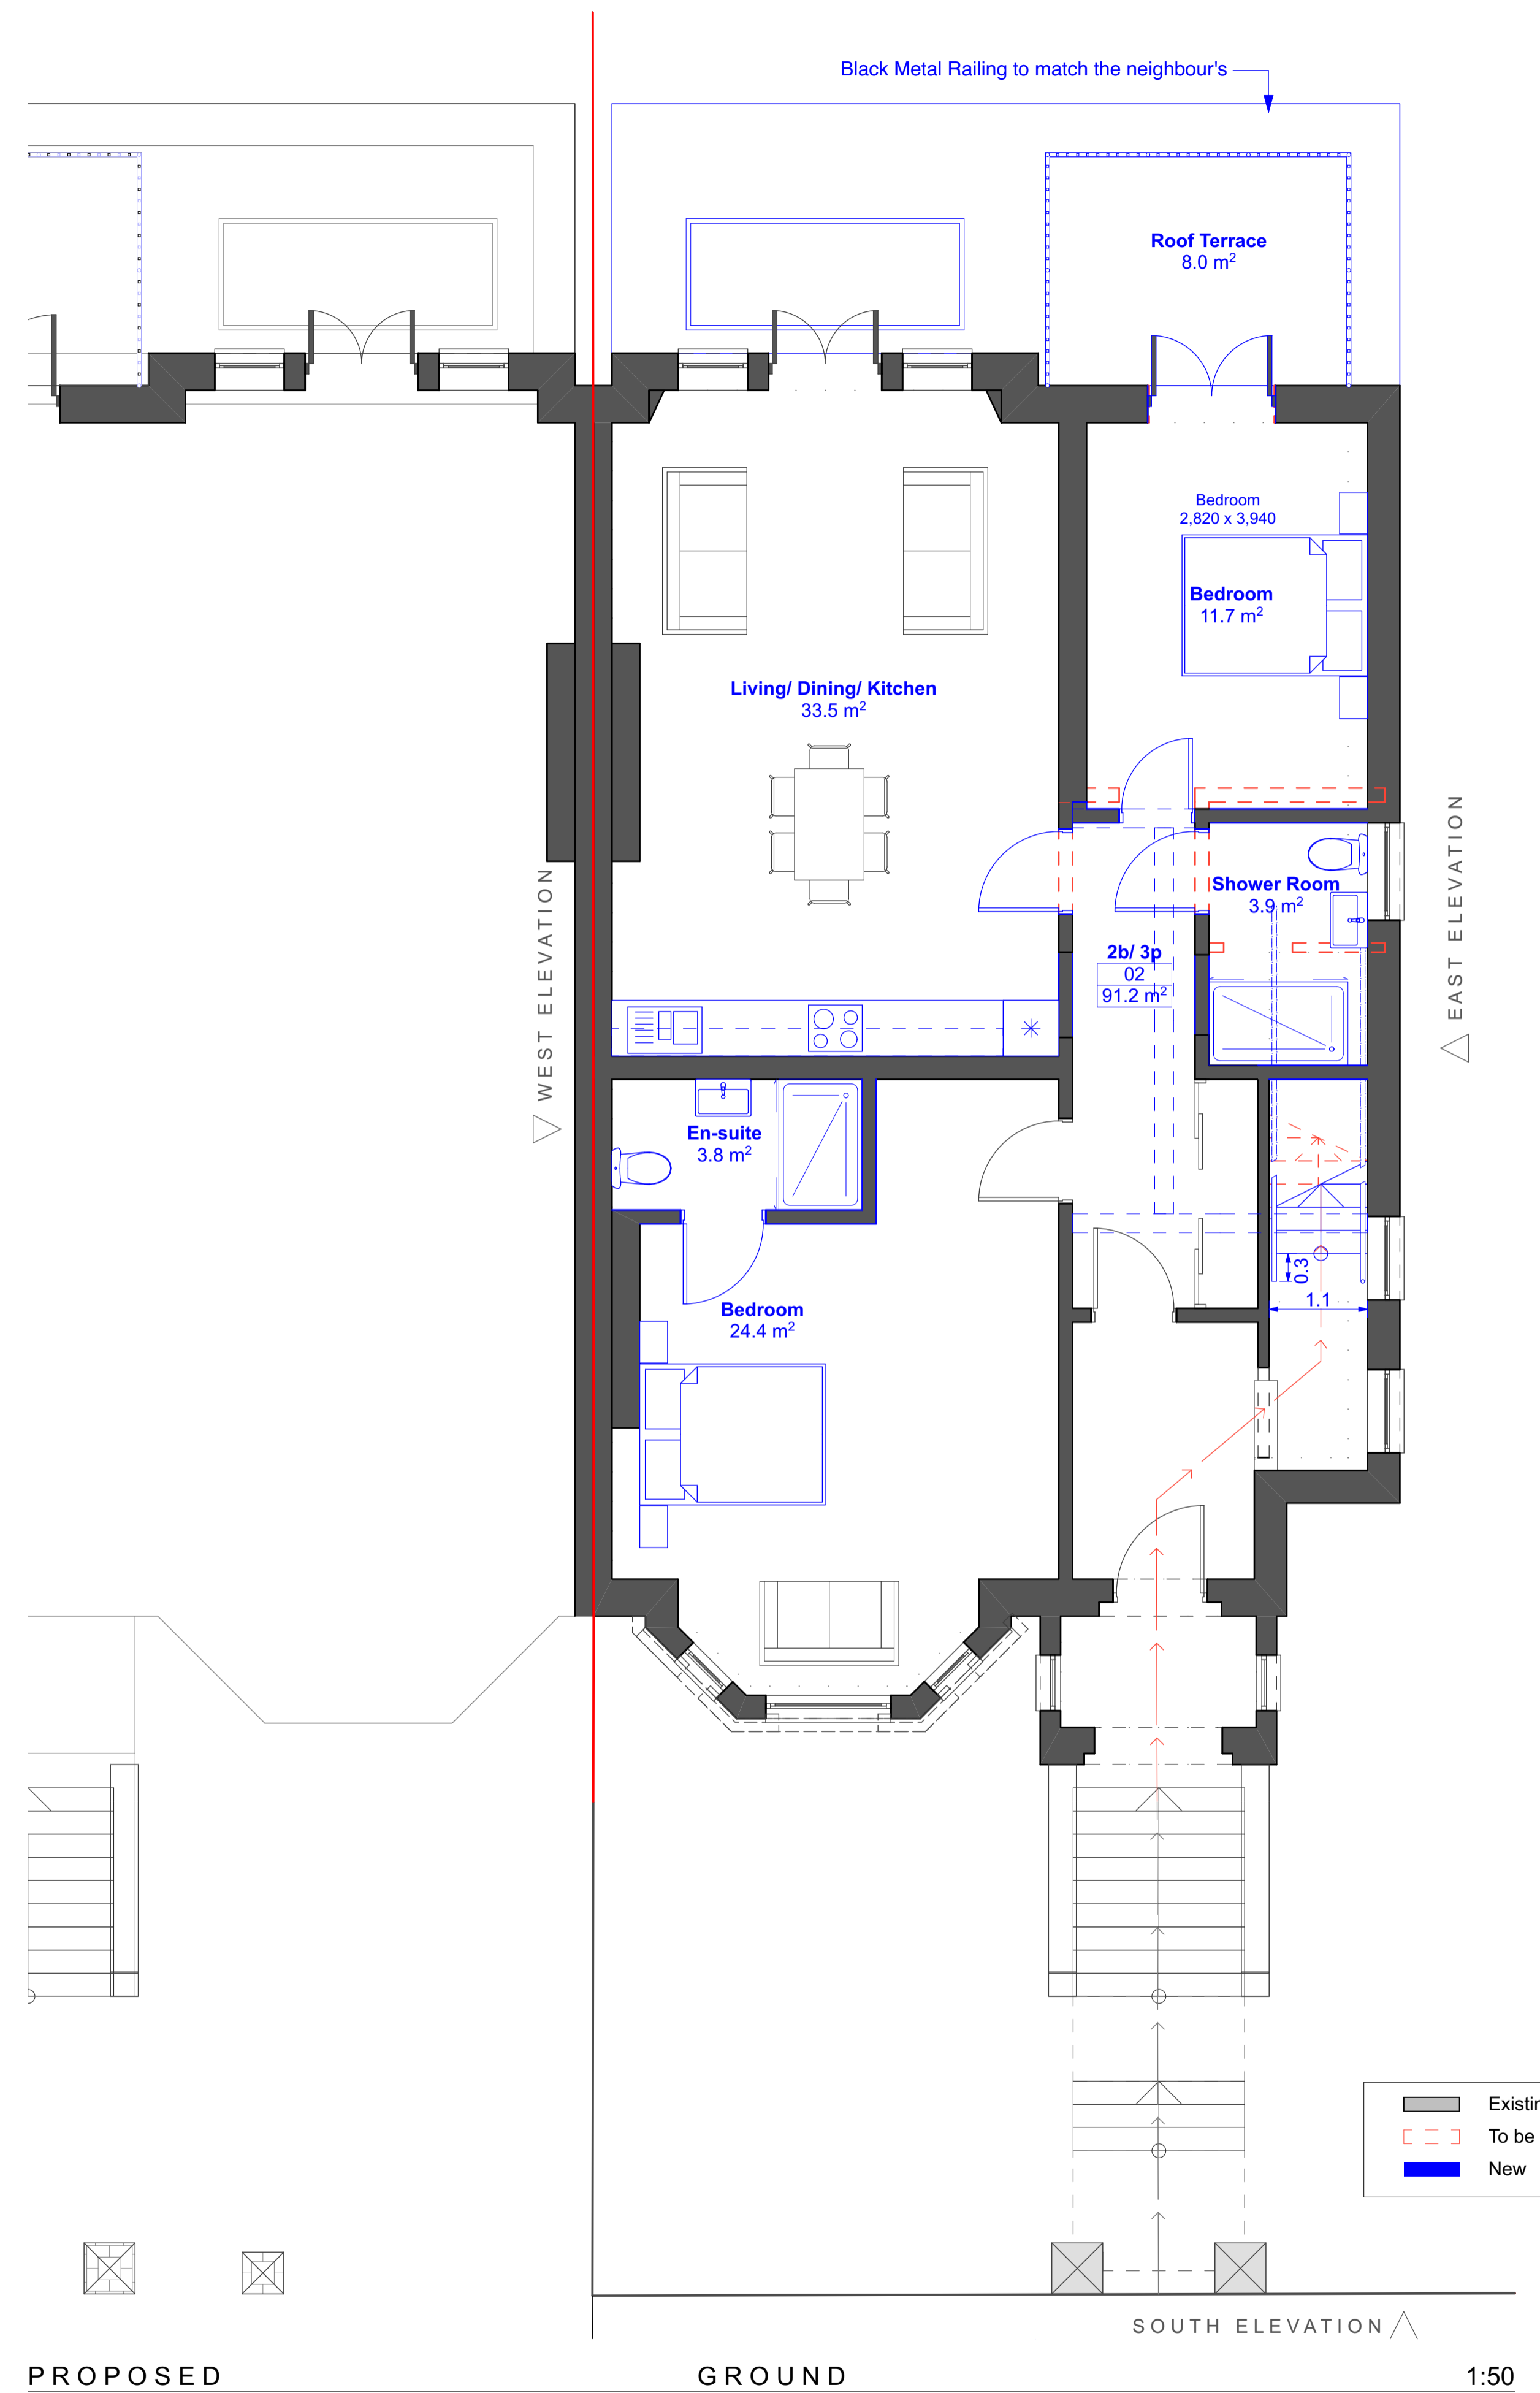 Black Metal Railing to match the neighbour's
Roof Terrace
8.0 m²
Bedroom
2,820 x 3,940
Bedroom
11.7 m²
Living/ Dining/ Kitchen
33.5 m²
Shower Room
3.9 m²
WEST ELEVATION
EAST ELEVATION
2b/ 3p
02
91.2 m²
En-suite
3.8 m²
Bedroom
24.4 m²
0.3
1.1
Existin
To be
New
SOUTH ELEVATION
PROPOSED
GROUND
1:50